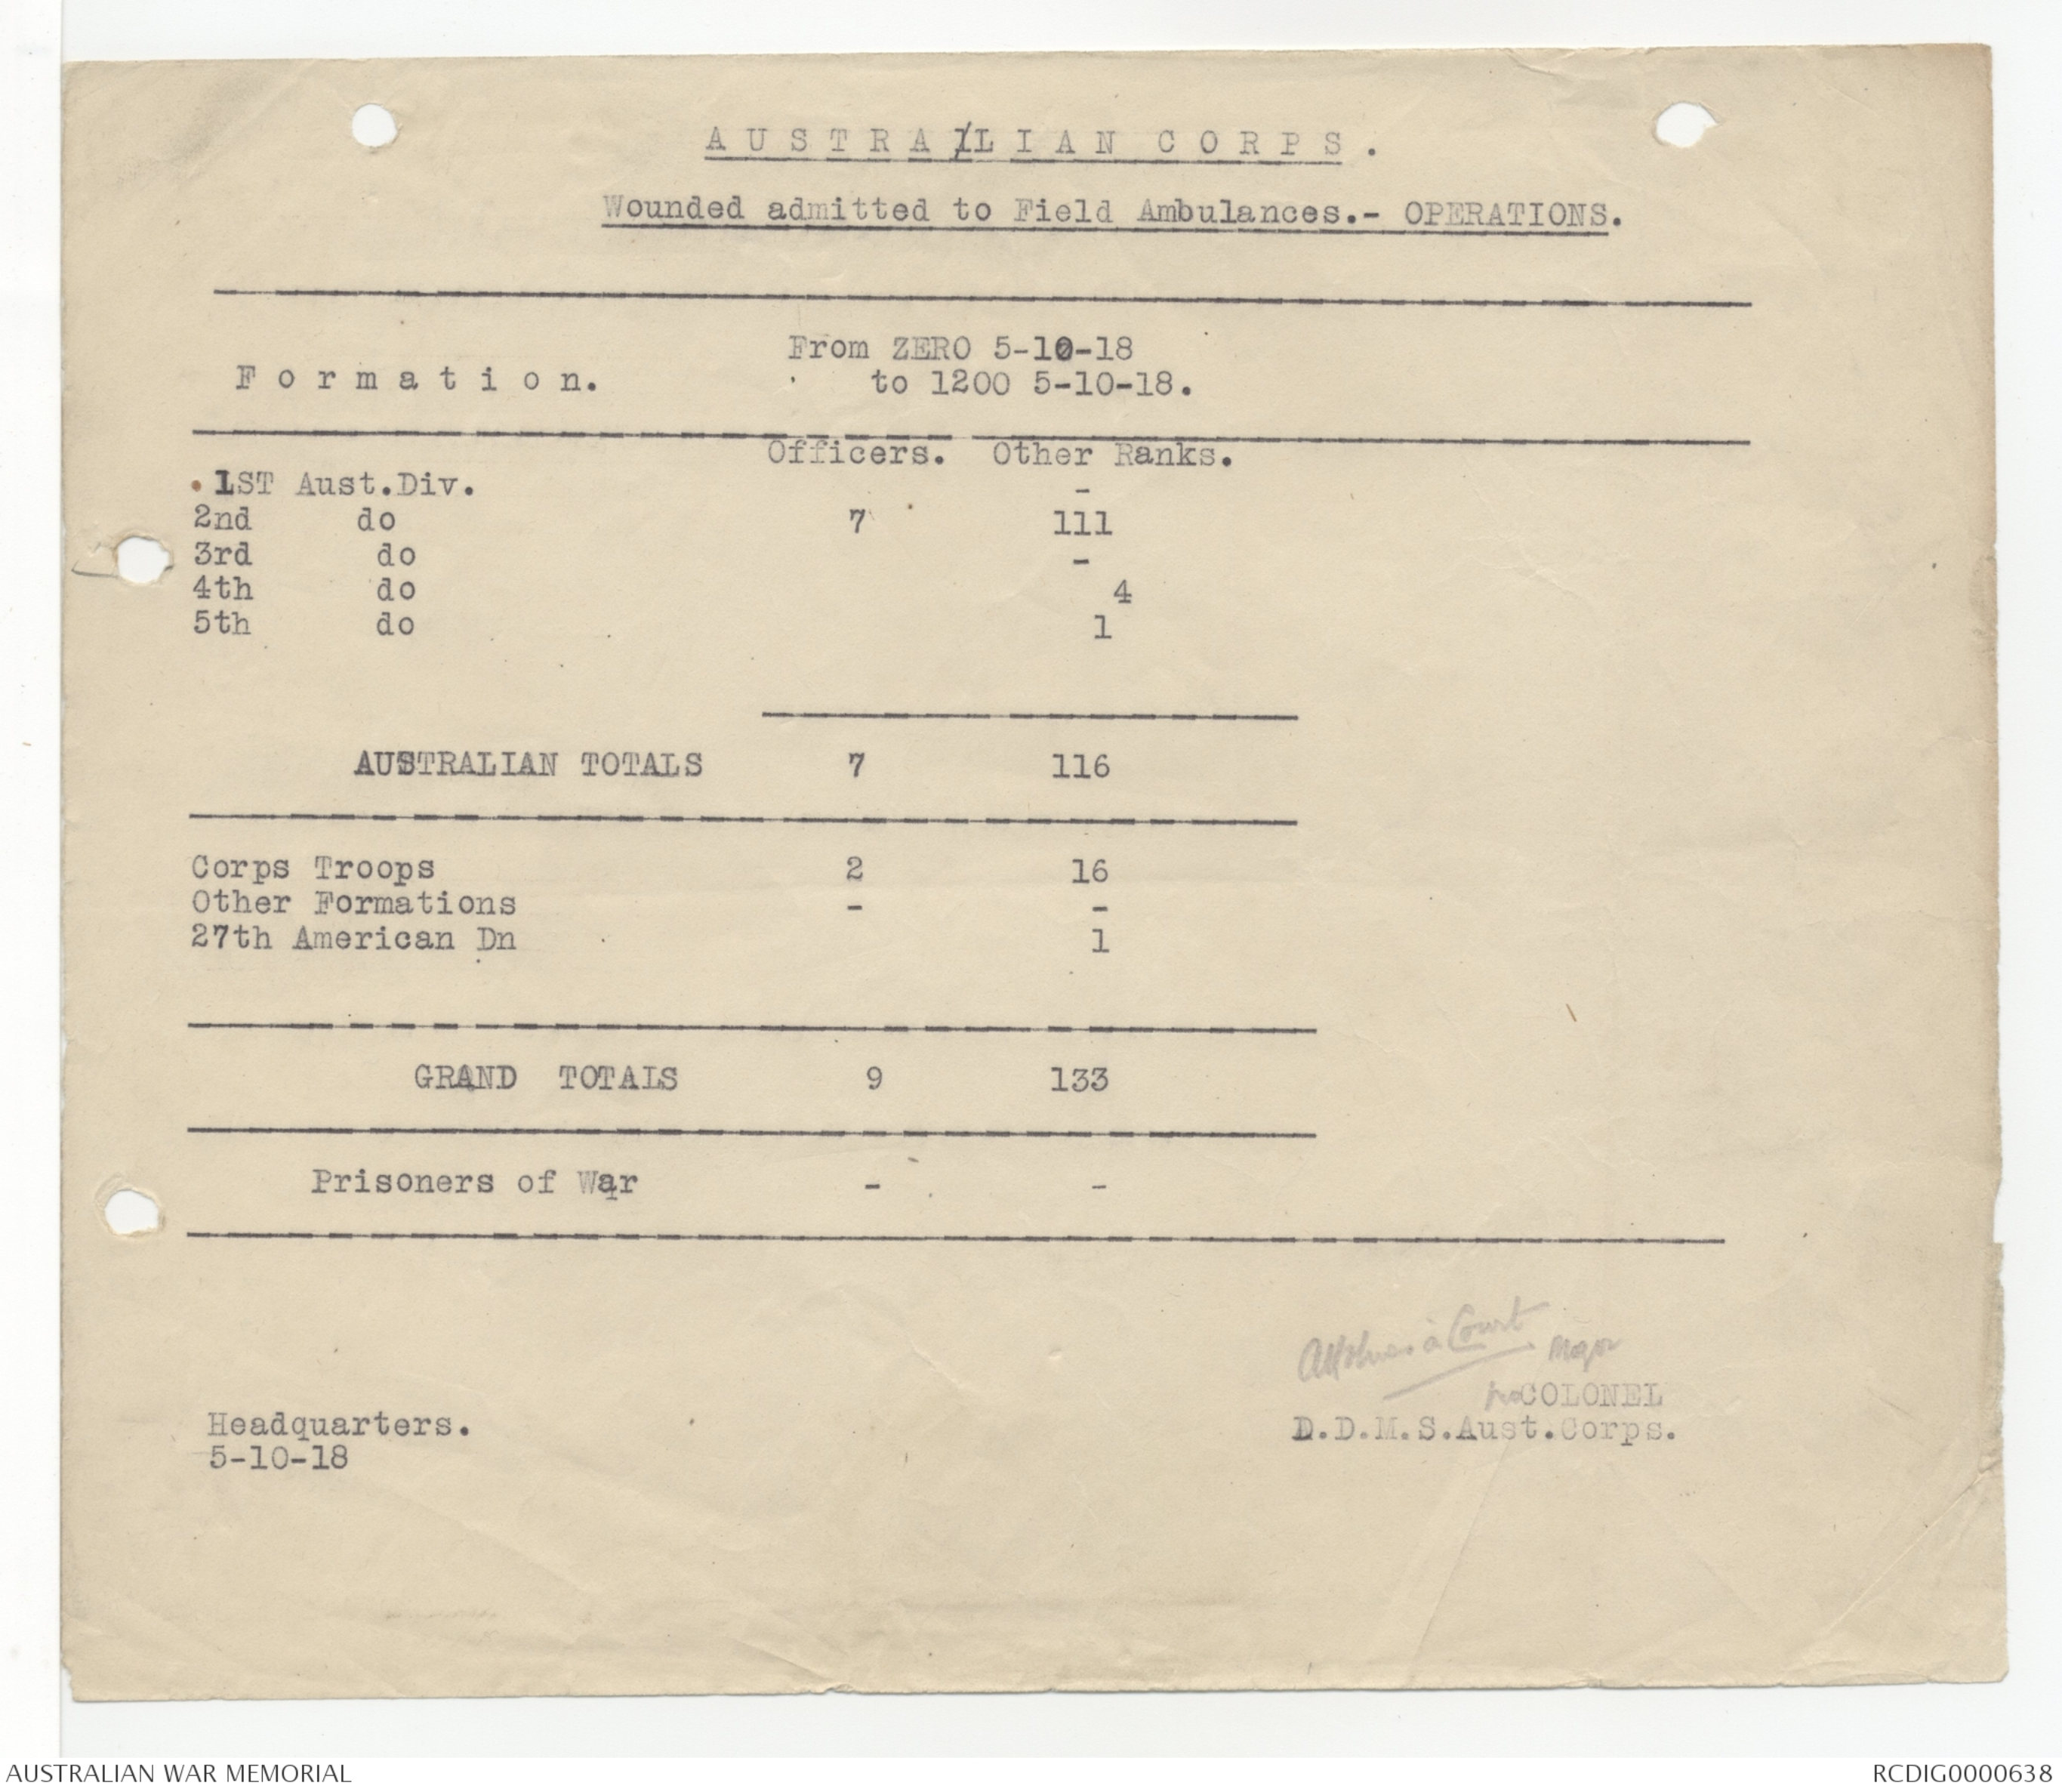 AUSTRALIAN CORPS.
Wounded admitted to Field Ambulances.- OPERATIONS.
From ZERO 5-10-18
Formation. to 1200 5-10-18.
Officers. Other Ranks.
1ST Aust.Div. -
2nd do 7 111
3rd do -
4th do 4
5th do 1
AUSTRALIAN TOTALS 7 116
Corps Troops 2 16
Other Formations - -
27th American Dn 1
GRAND TOTALS 9 133
Prisoners of War - -
à Court Major
COLONEL
Headquarters. D.D.M.S.Aust.Corps.
5-10-18
AUSTRALIAN WAR MEMORIAL RCDIG0000638